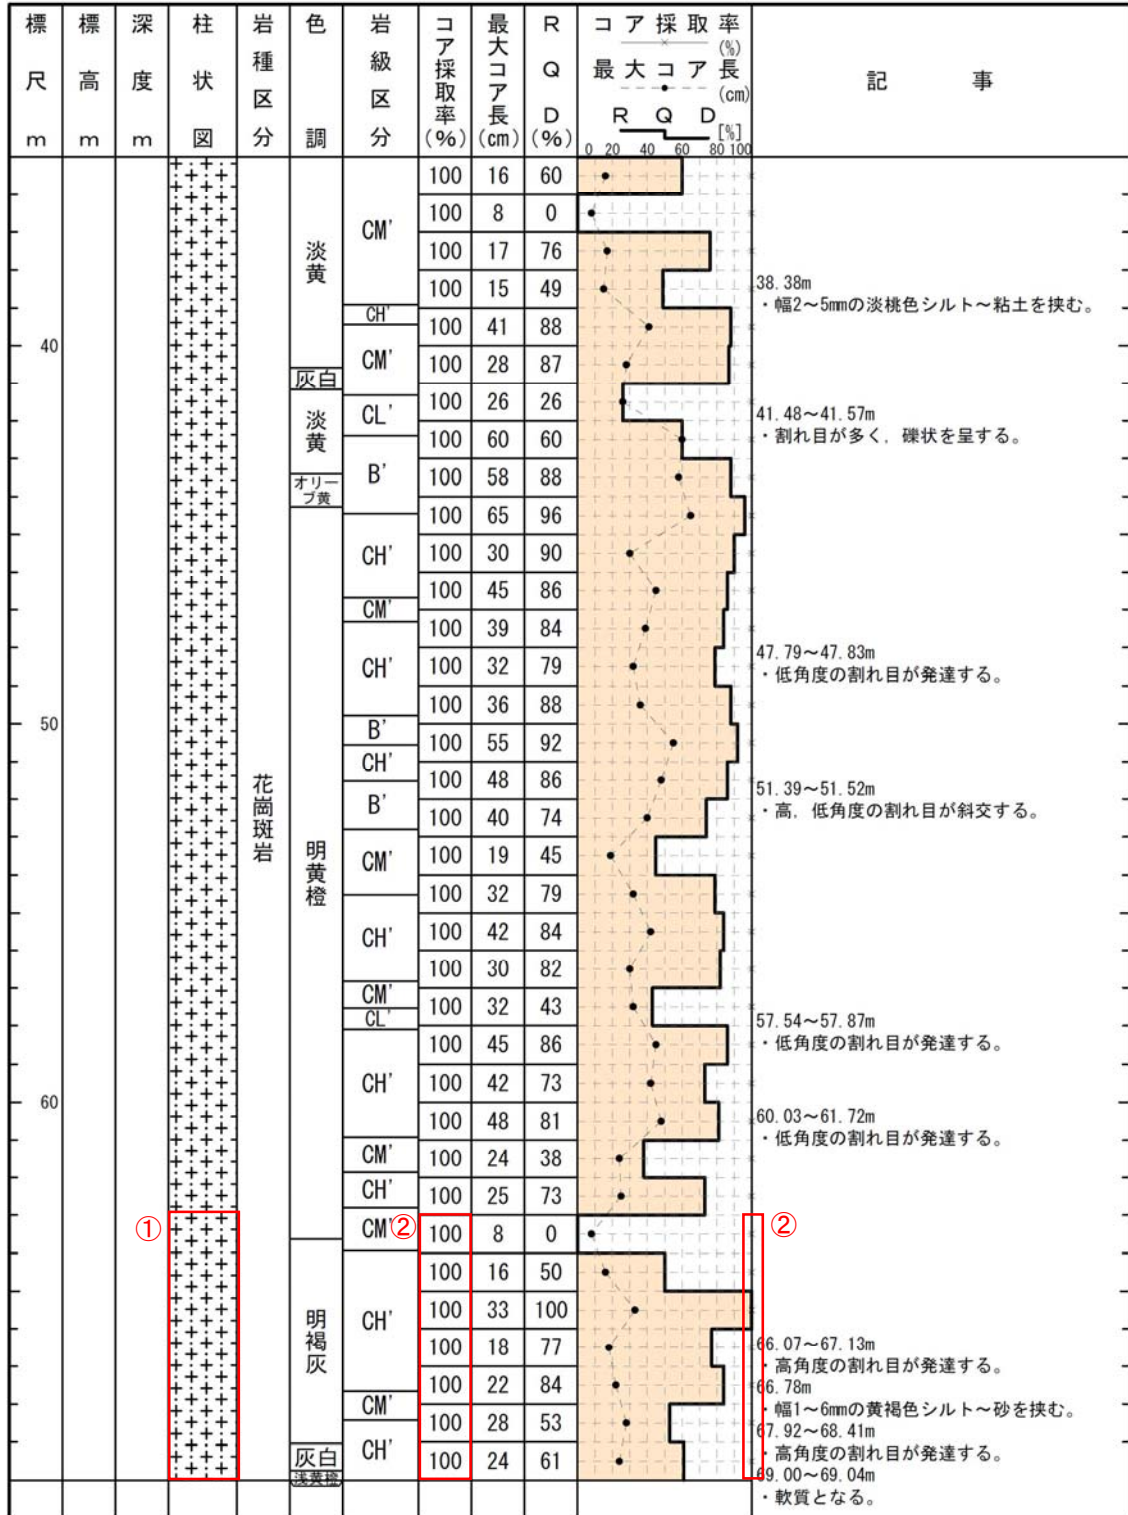 標尺m
標高m
深度m
柱状図
岩種区分
色調
岩級区分
コア採取率(%)
最大コア長(cm)
RQD(%)
コア採取率(%)
最大コア長(cm)
RQD[%]
0 20 40 60 80 100
記事
40
50
60
①
花崗斑岩
淡黄
灰白
淡黄
オリーブ黄
明黄橙
明褐灰
灰白
浅黄橙
CM'
CH'
CM'
CL'
B'
CH'
CM'
CH'
B'
CH'
B'
CM'
CH'
CM'
CL'
CH'
CM'
CH'
CM'
CH'
CM'
CH'
②
②
100 16 60
100 8 0
100 17 76
100 15 49
100 41 88
100 28 87
100 26 26
100 60 60
100 58 88
100 65 96
100 30 90
100 45 86
100 39 84
100 32 79
100 36 88
100 55 92
100 48 86
100 40 74
100 19 45
100 32 79
100 42 84
100 30 82
100 32 43
100 45 86
100 42 73
100 48 81
100 24 38
100 25 73
100 8 0
100 16 50
100 33 100
100 18 77
100 22 84
100 28 53
100 24 61
38.38m
・幅2～5mmの淡桃色シルト～粘土を挟む。
41.48～41.57m
・割れ目が多く，礫状を呈する。
47.79～47.83m
・低角度の割れ目が発達する。
51.39～51.52m
・高，低角度の割れ目が斜交する。
57.54～57.87m
・低角度の割れ目が発達する。
60.03～61.72m
・低角度の割れ目が発達する。
66.07～67.13m
・高角度の割れ目が発達する。
66.78m
・幅1～6mmの黄褐色シルト～砂を挟む。
67.92～68.41m
・高角度の割れ目が発達する。
69.00～69.04m
・軟質となる。